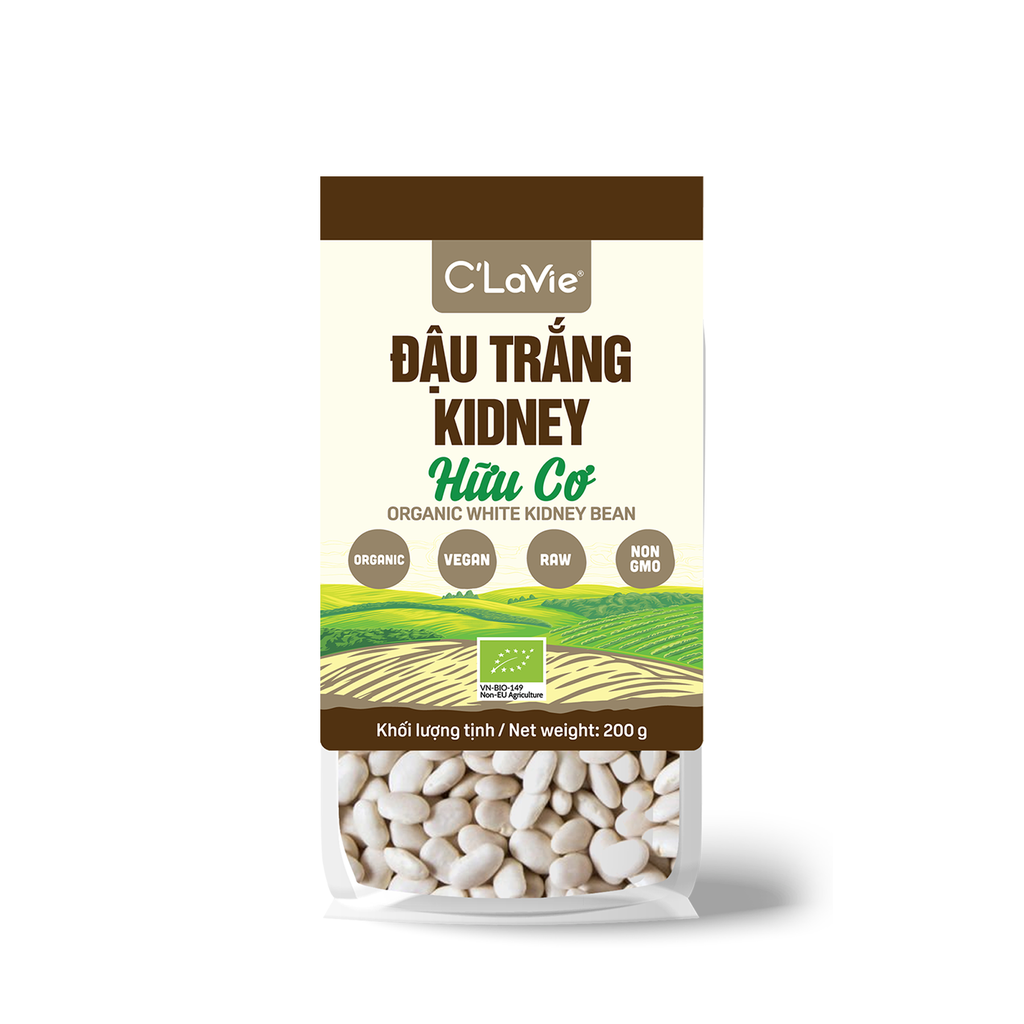 C'LaVie®
ĐẬU TRẮNG
KIDNEY
Hữu Cơ
ORGANIC WHITE KIDNEY BEAN
ORGANIC VEGAN RAW NON GMO
VN-BIO-149
Non-EU Agriculture
Khối lượng tịnh / Net weight: 200 g